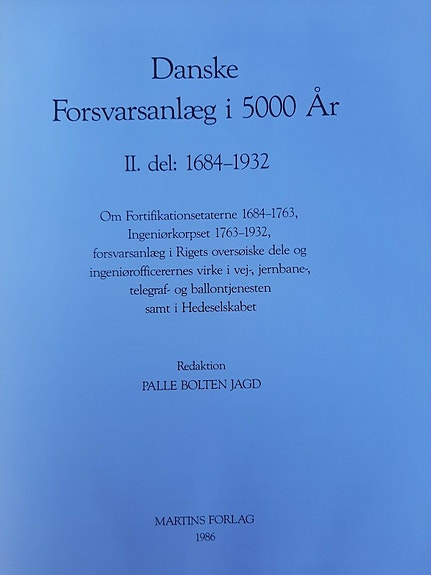 Danske
Forsvarsanlæg i 5000 År
II. del: 1684–1932
Om Fortifikationsetaterne 1684–1763,
Ingeniørkorpset 1763–1932,
forsvarsanlæg i Rigets oversøiske dele og
ingeniørofficerernes virke i vej-, jernbane-,
telegraf- og ballontjenesten
samt i Hedeselskabet
Redaktion
PALLE BOLTEN JAGD
MARTINS FORLAG
1986